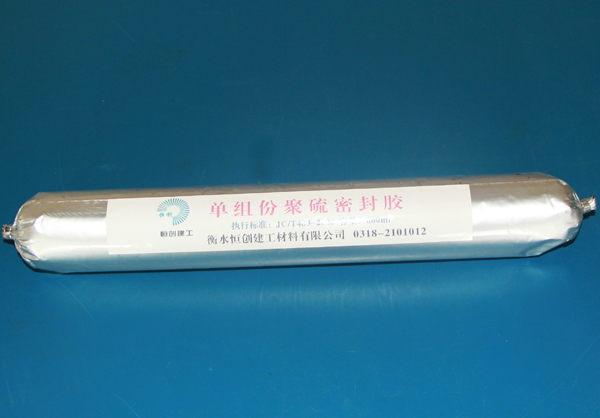 单组份聚硫密封胶
执行标准: JC/T483-
恒创建工
衡水恒创建工材料有限公司 0318-2101012